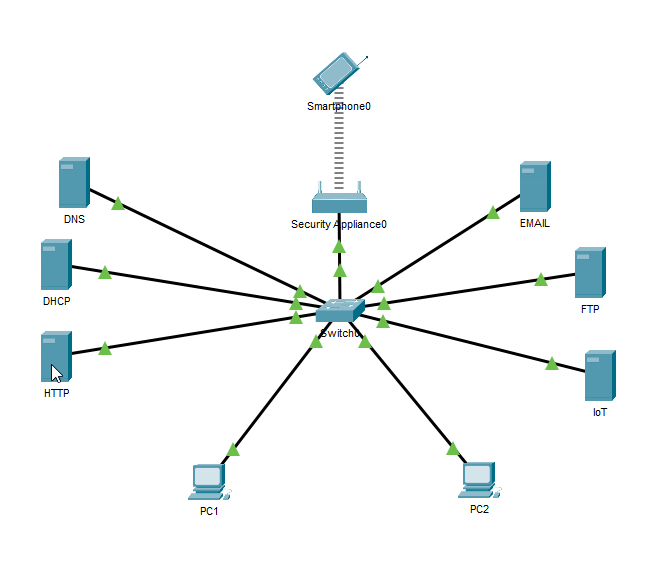 Smartphone0
DNS
Security Appliance0
EMAIL
DHCP
FTP
Switch0
HTTP
IoT
PC1
PC2